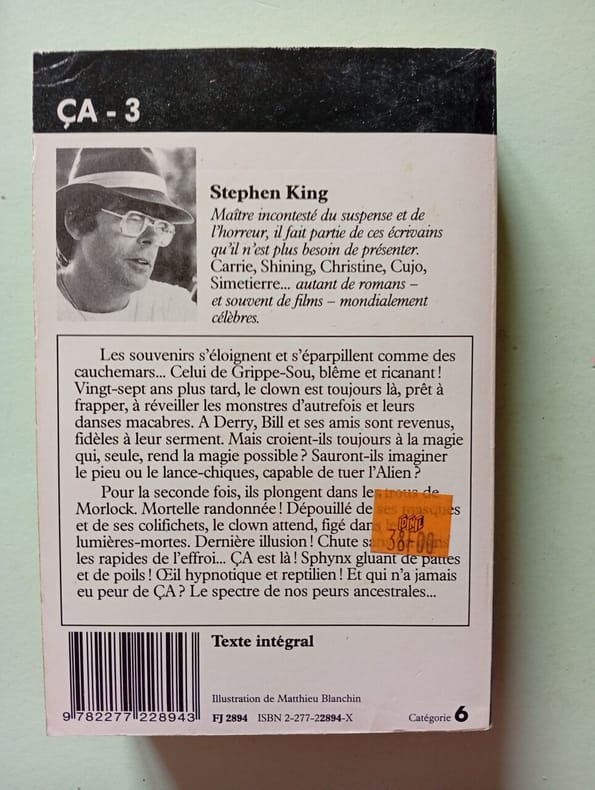 ÇA - 3
Stephen King
Maître incontesté du suspense et de
l'horreur, il fait partie de ces écrivains
qu'il n'est plus besoin de présenter.
Carrie, Shining, Christine, Cujo,
Simetierre... autant de romans –
et souvent de films – mondialement
célèbres.
Les souvenirs s'éloignent et s'éparpillent comme des
cauchemars... Celui de Grippe-Sou, blême et ricanant !
Vingt-sept ans plus tard, le clown est toujours là, prêt à
frapper, à réveiller les monstres d'autrefois et leurs
danses macabres. A Derry, Bill et ses amis sont revenus,
fidèles à leur serment. Mais croient-ils toujours à la magie
qui, seule, rend la magie possible ? Sauront-ils imaginer
le pieu ou le lance-chiques, capable de tuer l'Alien ?
Pour la seconde fois, ils plongent dans les trous de
Morlock. Mortelle randonnée ! Dépouillé de ses masques
et de ses colifichets, le clown attend, figé dans
lumières-mortes. Dernière illusion ! Chute
les rapides de l'effroi... ÇA est là ! Sphynx gluant de pattes
et de poils ! Œil hypnotique et reptilien ! Et qui n'a jamais
eu peur de ÇA ? Le spectre de nos peurs ancestrales...
38-00
Texte intégral
Illustration de Matthieu Blanchin
9 782277 228943
FJ 2894 ISBN 2-277-22894-X
Catégorie 6